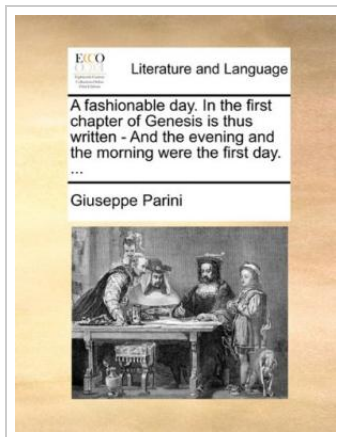 ECCO
Literature and Language
A fashionable day. In the first
chapter of Genesis is thus
written - And the evening and
the morning were the first day.
...
Giuseppe Parini